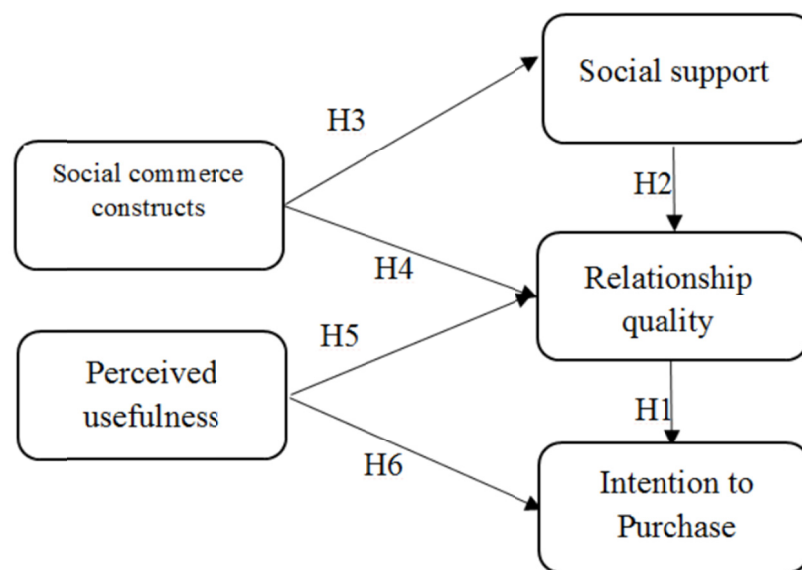 Social support
H3
Social commerce
constructs
H2
H4
Relationship
quality
H5
Perceived
usefulness
H1
H6
Intention to
Purchase